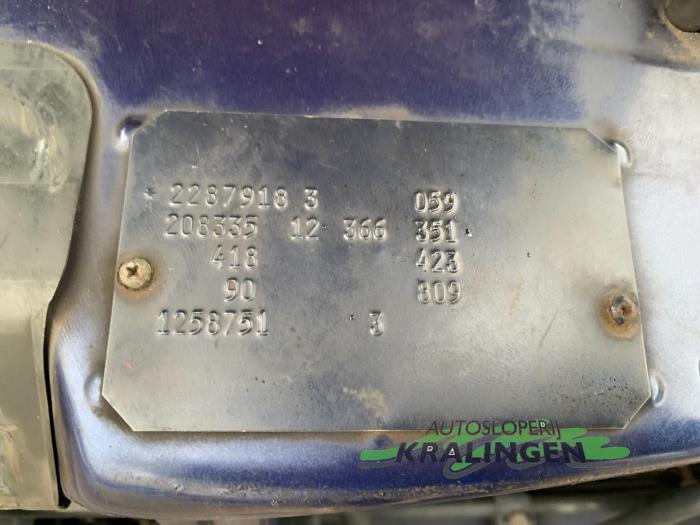 2287918 3 059
208335 12 366 351
418 423
90 809
1258751 3
AUTOSLOPERIJ
KRALINGEN